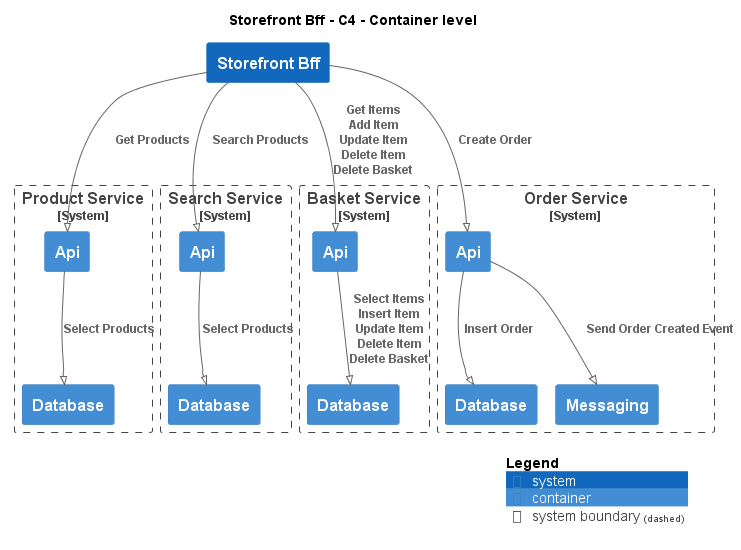 Storefront Bff - C4 - Container level
Storefront Bff
Get Products
Search Products
Get Items
Add Item
Update Item
Delete Item
Delete Basket
Create Order
Product Service
[System]
Search Service
[System]
Basket Service
[System]
Order Service
[System]
Api
Api
Api
Api
Select Products
Select Products
Select Items
Insert Item
Update Item
Delete Item
Delete Basket
Insert Order
Send Order Created Event
Database
Database
Database
Database
Messaging
Legend
system
container
system boundary (dashed)